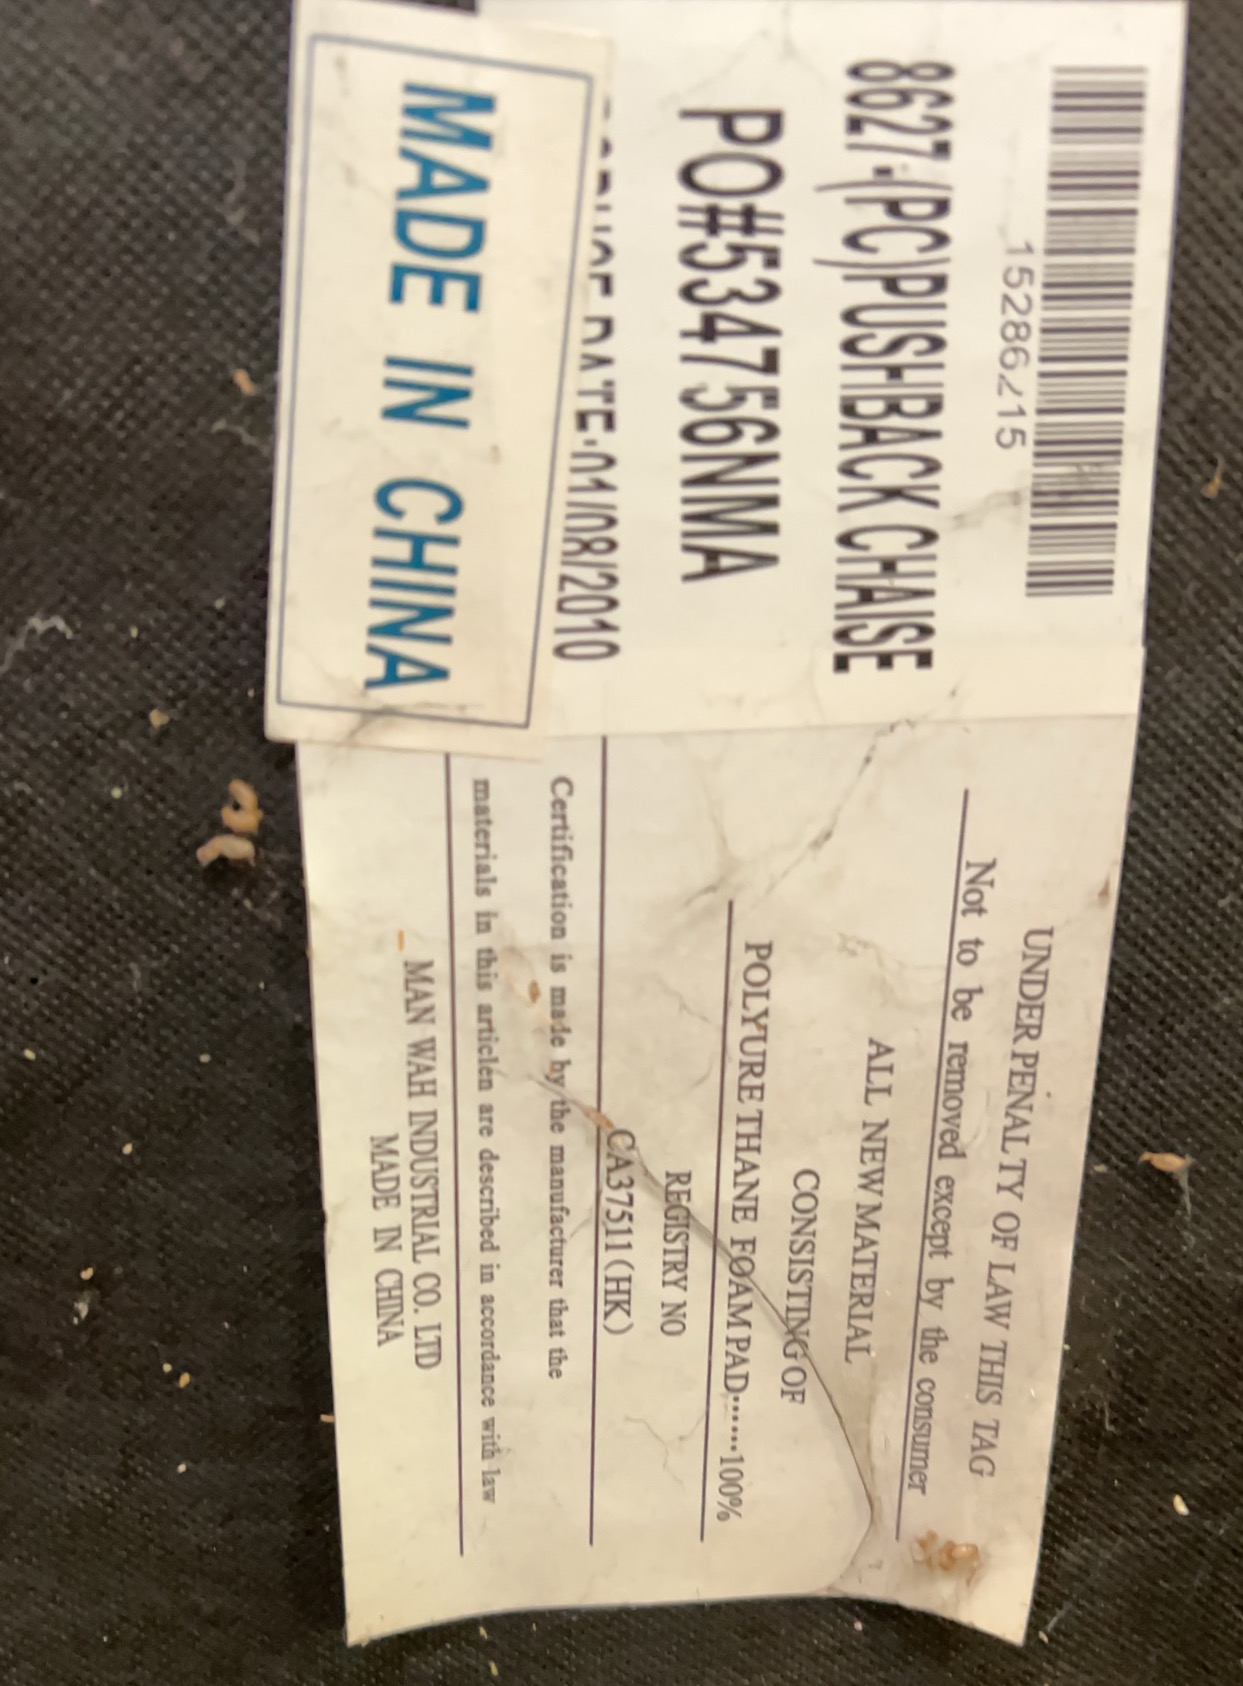 15286215
8627-(PC)PUSHBACK CHAISE
PO#534756NMA
DATE:01/08/2010
MADE IN CHINA
UNDER PENALTY OF LAW THIS TAG
Not to be removed except by the consumer
ALL NEW MATERIAL
CONSISTING OF
POLYURETHANE FOAM PAD······100%
REGISTRY NO
CA37511(HK)
Certification is made by the manufacturer that the
materials in this articlen are described in accordance with law
MAN WAH INDUSTRIAL CO. LTD
MADE IN CHINA